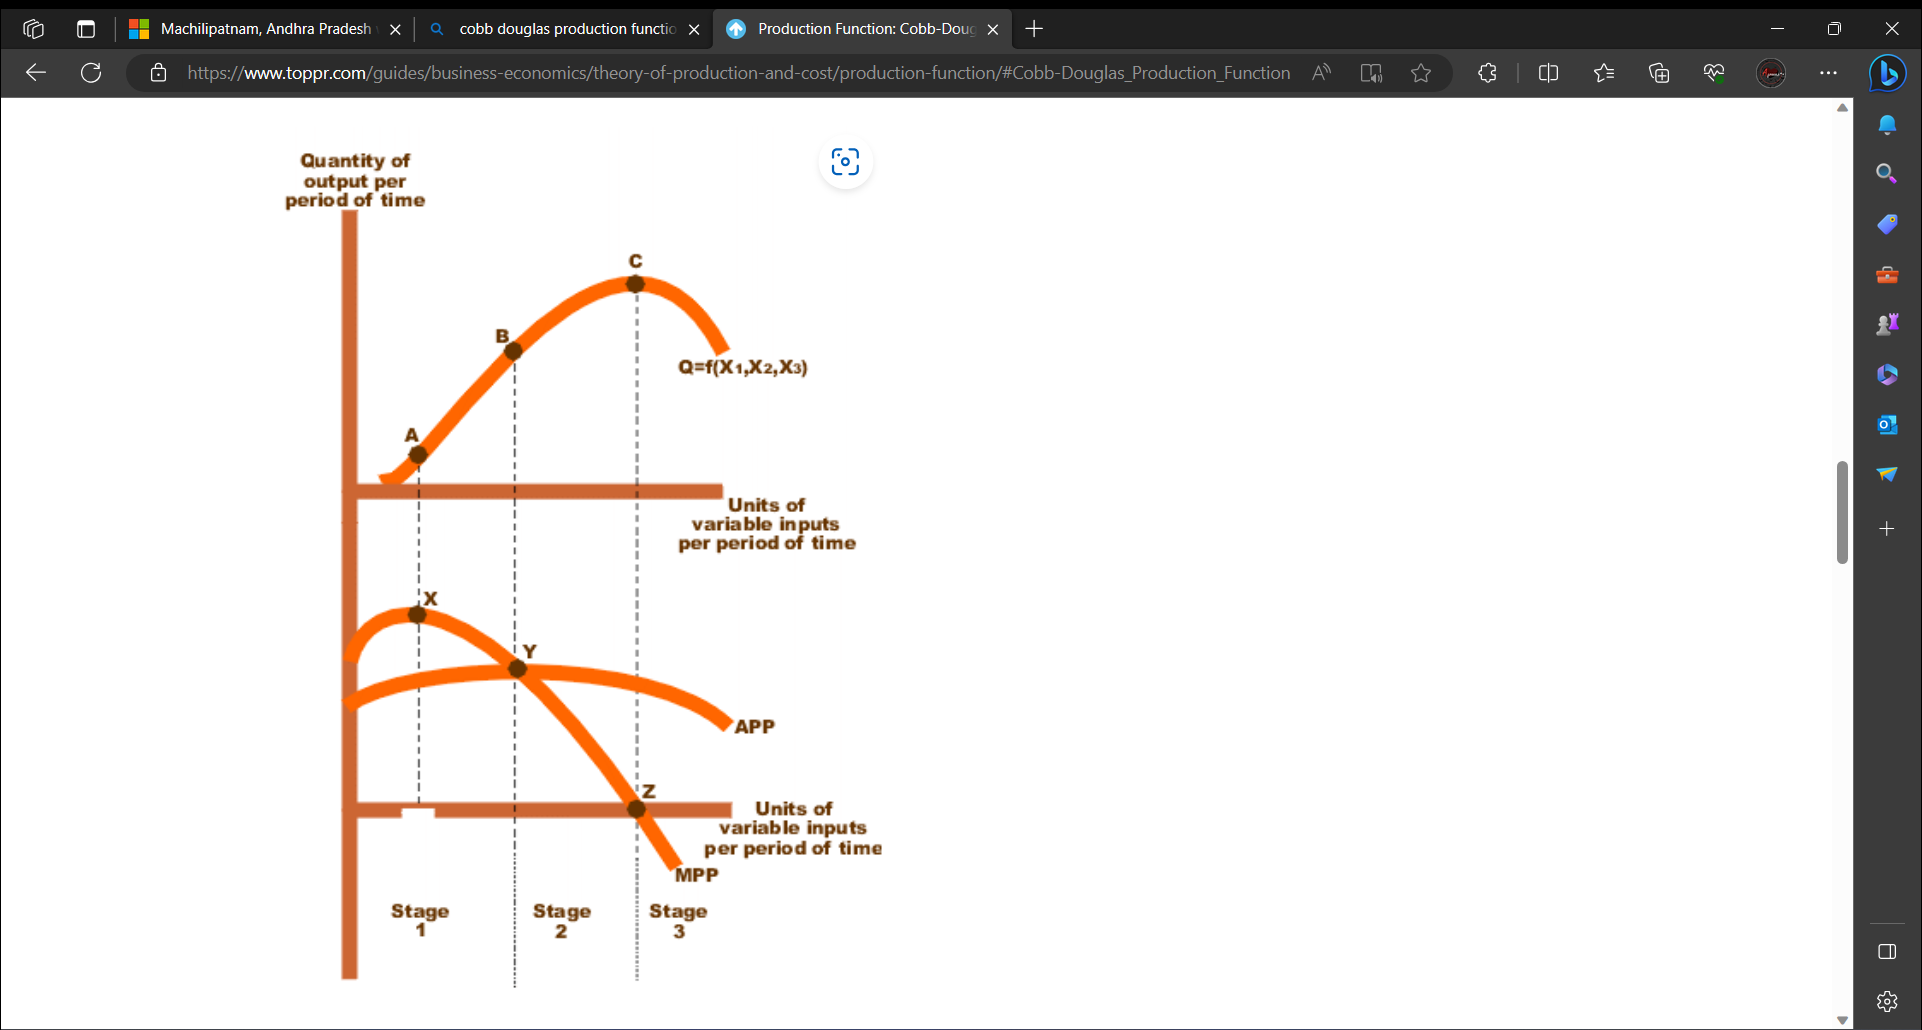 Machilipatnam, Andhra Pradesh
cobb douglas production functio
Production Function: Cobb-Doug
https://www.toppr.com/guides/business-economics/theory-of-production-and-cost/production-function/#Cobb-Douglas_Production_Function
Quantity of
output per
period of time
C
B
Q=f(X1,X2,X3)
A
Units of
variable inputs
per period of time
X
Y
APP
Z
Units of
variable inputs
per period of time
MPP
Stage
1
Stage
2
Stage
3